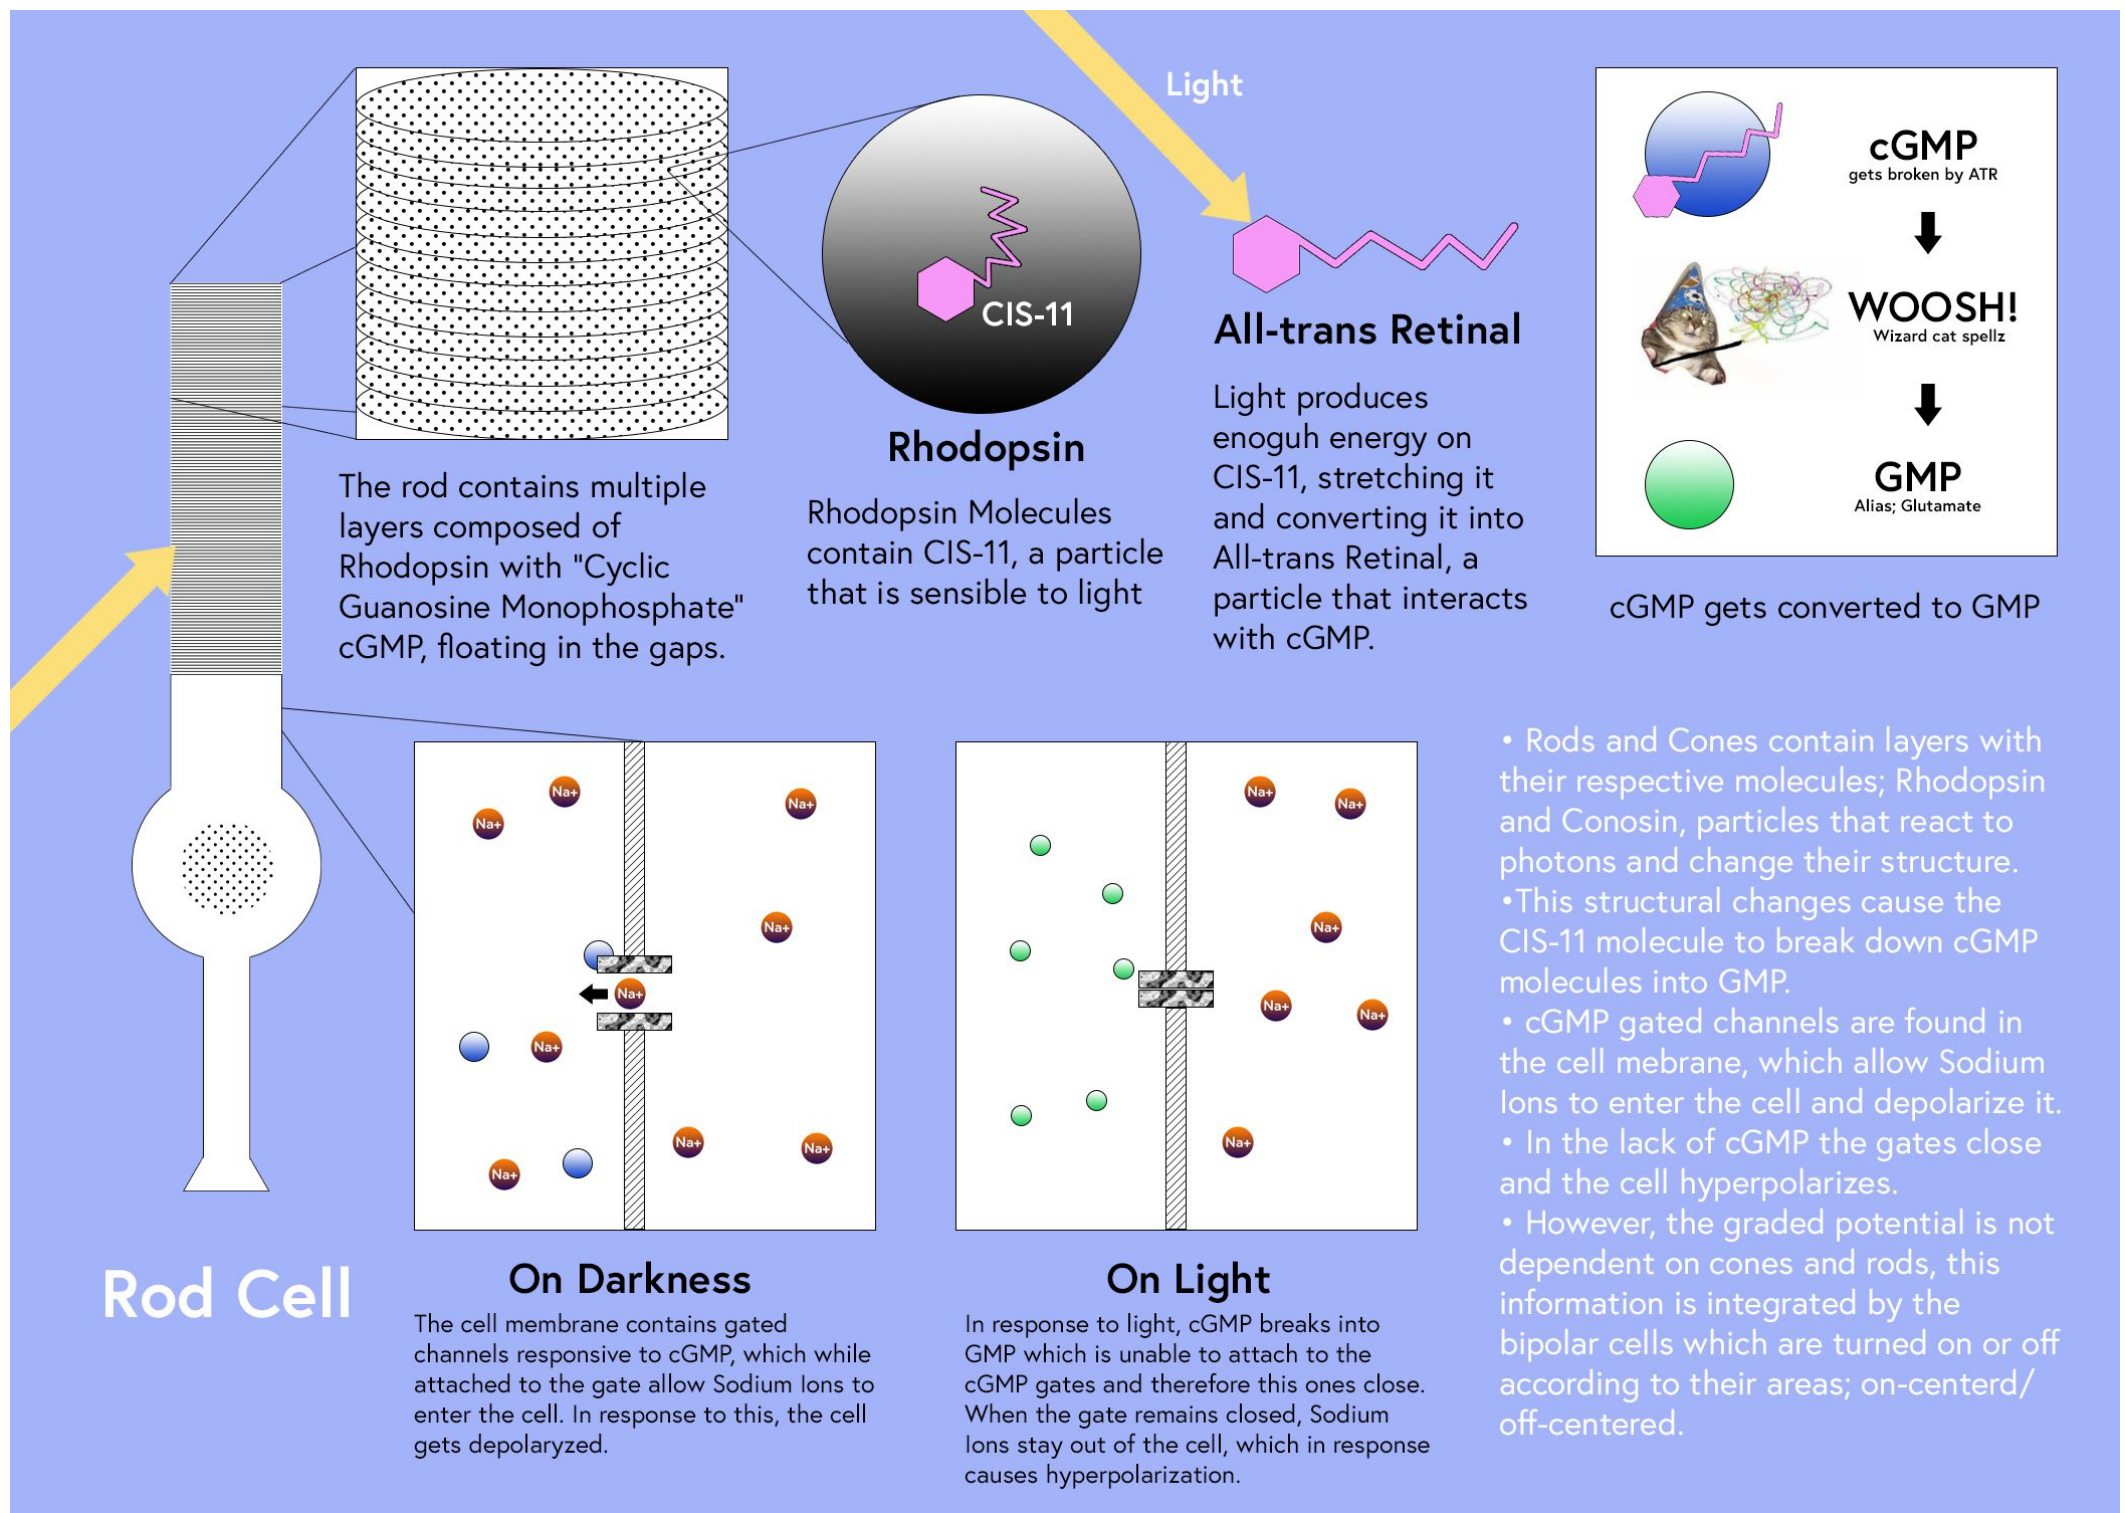 Light
CIS-11
The rod contains multiple
layers composed of
Rhodopsin with "Cyclic
Guanosine Monophosphate"
cGMP, floating in the gaps.
Rhodopsin
Rhodopsin Molecules
contain CIS-11, a particle
that is sensible to light
All-trans Retinal
Light produces
enoguh energy on
CIS-11, stretching it
and converting it into
All-trans Retinal, a
particle that interacts
with cGMP.
cGMP
gets broken by ATR
WOOSH!
Wizard cat spellz
GMP
Alias; Glutamate
cGMP gets converted to GMP
Rod Cell
Na+
Na+
Na+
Na+
Na+
Na+
Na+
Na+
Na+
On Darkness
The cell membrane contains gated
channels responsive to cGMP, which while
attached to the gate allow Sodium Ions to
enter the cell. In response to this, the cell
gets depolaryzed.
Na+
Na+
Na+
Na+
Na+
Na+
On Light
In response to light, cGMP breaks into
GMP which is unable to attach to the
cGMP gates and therefore this ones close.
When the gate remains closed, Sodium
Ions stay out of the cell, which in response
causes hyperpolarization.
• Rods and Cones contain layers with
their respective molecules; Rhodopsin
and Conosin, particles that react to
photons and change their structure.
•This structural changes cause the
CIS-11 molecule to break down cGMP
molecules into GMP.
• cGMP gated channels are found in
the cell mebrane, which allow Sodium
Ions to enter the cell and depolarize it.
• In the lack of cGMP the gates close
and the cell hyperpolarizes.
• However, the graded potential is not
dependent on cones and rods, this
information is integrated by the
bipolar cells which are turned on or off
according to their areas; on-centerd/
off-centered.